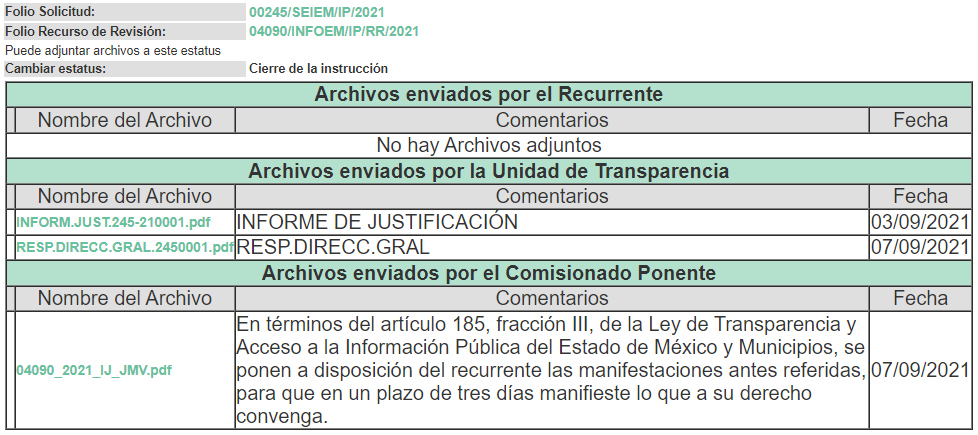 Folio Solicitud: 00245/SEIEM/IP/2021
Folio Recurso de Revisión: 04090/INFOEM/IP/RR/2021
Puede adjuntar archivos a este estatus
Cambiar estatus: Cierre de la instrucción
Archivos enviados por el Recurrente
Nombre del Archivo Comentarios Fecha
No hay Archivos adjuntos
Archivos enviados por la Unidad de Transparencia
Nombre del Archivo Comentarios Fecha
INFORM.JUST.245-210001.pdf INFORME DE JUSTIFICACIÓN 03/09/2021
RESP.DIRECC.GRAL.2450001.pdf RESP.DIRECC.GRAL 07/09/2021
Archivos enviados por el Comisionado Ponente
Nombre del Archivo Comentarios Fecha
En términos del artículo 185, fracción III, de la Ley de Transparencia y
Acceso a la Información Pública del Estado de México y Municipios, se
04090_2021_IJ_JMV.pdf ponen a disposición del recurrente las manifestaciones antes referidas, 07/09/2021
para que en un plazo de tres días manifieste lo que a su derecho
convenga.